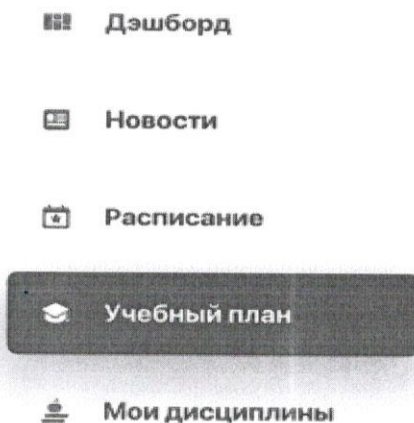 Дэшборд
Новости
Расписание
Учебный план
Мои дисциплины